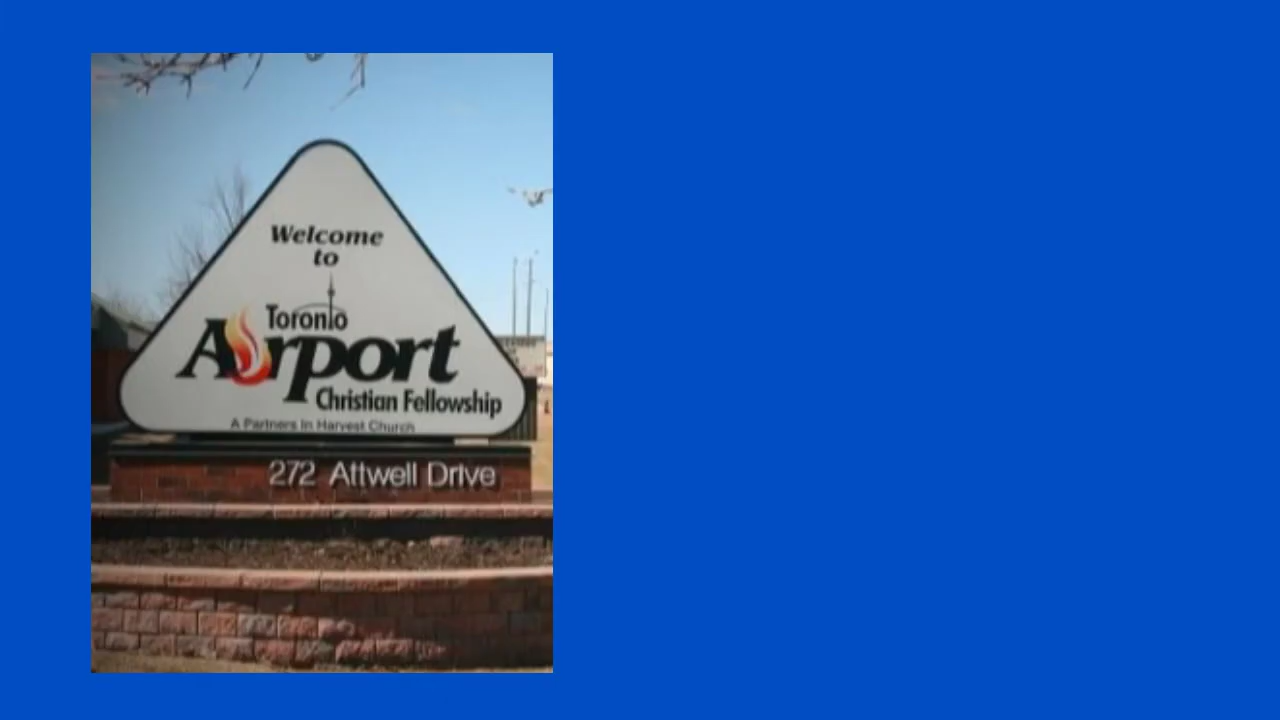 Welcome
to
Toronto
Airport
Christian Fellowship
A Partners In Harvest Church
272 Attwell Drive